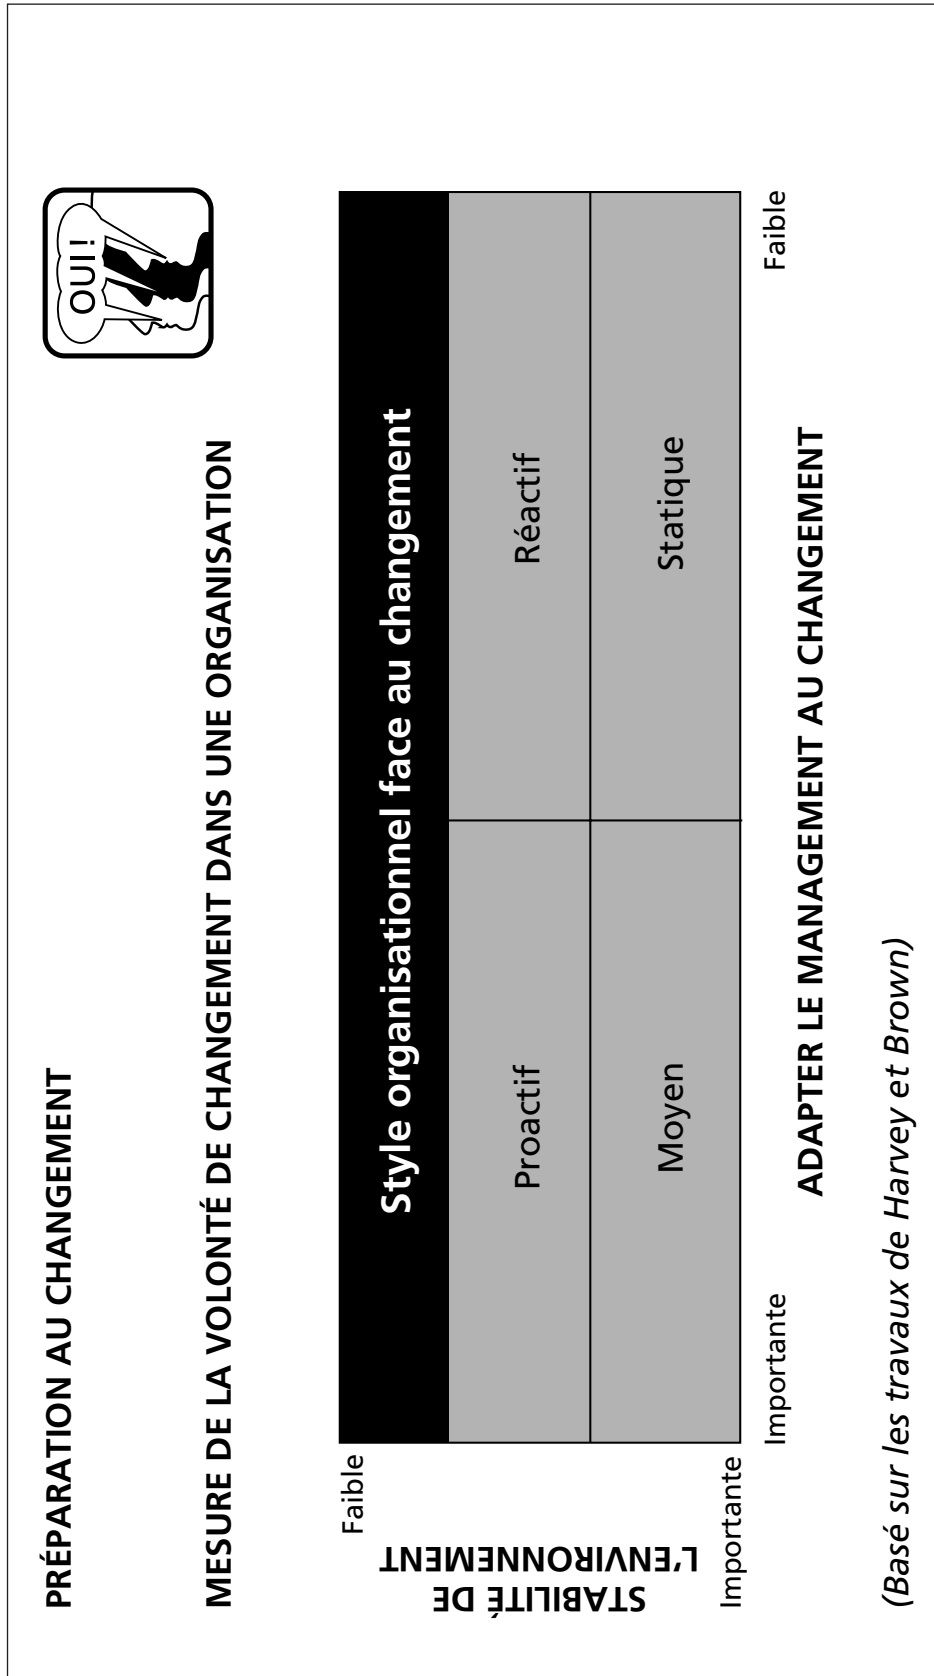 PRÉPARATION AU CHANGEMENT
OUI !
MESURE DE LA VOLONTÉ DE CHANGEMENT DANS UNE ORGANISATION
Faible
STABILITÉ DE
L'ENVIRONNEMENT
Importante
Style organisationnel face au changement
Proactif
Réactif
Moyen
Statique
Importante
Faible
ADAPTER LE MANAGEMENT AU CHANGEMENT
(Basé sur les travaux de Harvey et Brown)